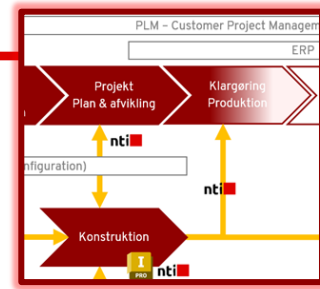 PLM – Customer Project Managem
ERP
Projekt
Plan & afvikling
Klargøring
Produktion
nti
nfiguration)
nti
Konstruktion
I
PRO
nti